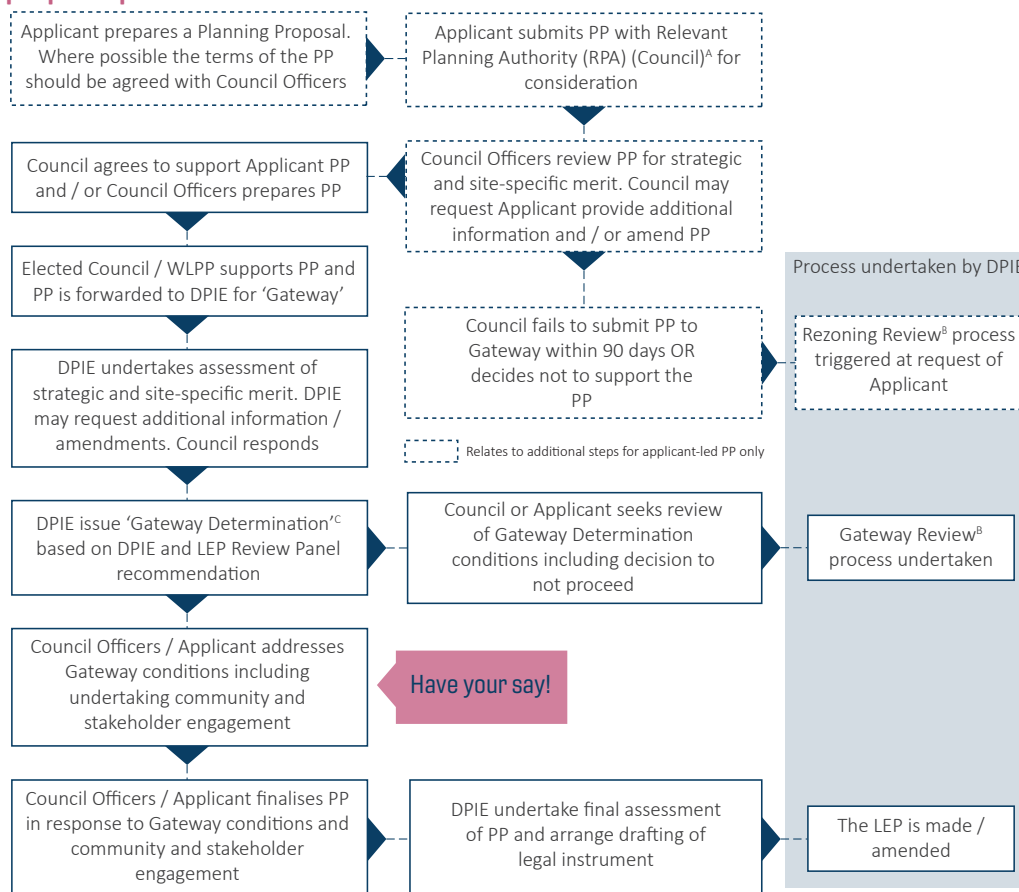 Applicant prepares a Planning Proposal.
Where possible the terms of the PP
should be agreed with Council Officers
Applicant submits PP with Relevant
Planning Authority (RPA) (Council)ᴬ for
consideration
Council agrees to support Applicant PP
and / or Council Officers prepares PP
Council Officers review PP for strategic
and site-specific merit. Council may
request Applicant provide additional
information and / or amend PP
Elected Council / WLPP supports PP and
PP is forwarded to DPIE for ‘Gateway’
Process undertaken by DPIE
Council fails to submit PP to
Gateway within 90 days OR
decides not to support the
PP
Rezoning Reviewᴮ process
triggered at request of
Applicant
DPIE undertakes assessment of
strategic and site-specific merit. DPIE
may request additional information /
amendments. Council responds
Relates to additional steps for applicant-led PP only
DPIE issue ‘Gateway Determination’ᶜ
based on DPIE and LEP Review Panel
recommendation
Council or Applicant seeks review
of Gateway Determination
conditions including decision to
not proceed
Gateway Reviewᴮ
process undertaken
Council Officers / Applicant addresses
Gateway conditions including
undertaking community and
stakeholder engagement
Have your say!
Council Officers / Applicant finalises PP
in response to Gateway conditions and
community and stakeholder
engagement
DPIE undertake final assessment
of PP and arrange drafting of
legal instrument
The LEP is made /
amended